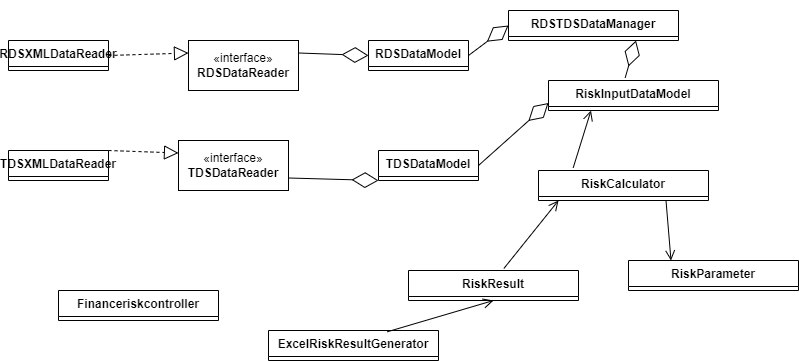 RDSTDSDataManager
RDSXMLDataReader
«interface»
RDSDataReader
RDSDataModel
RiskInputDataModel
TDSXMLDataReader
«interface»
TDSDataReader
TDSDataModel
RiskCalculator
RiskParameter
RiskResult
Financeriskcontroller
ExcelRiskResultGenerator